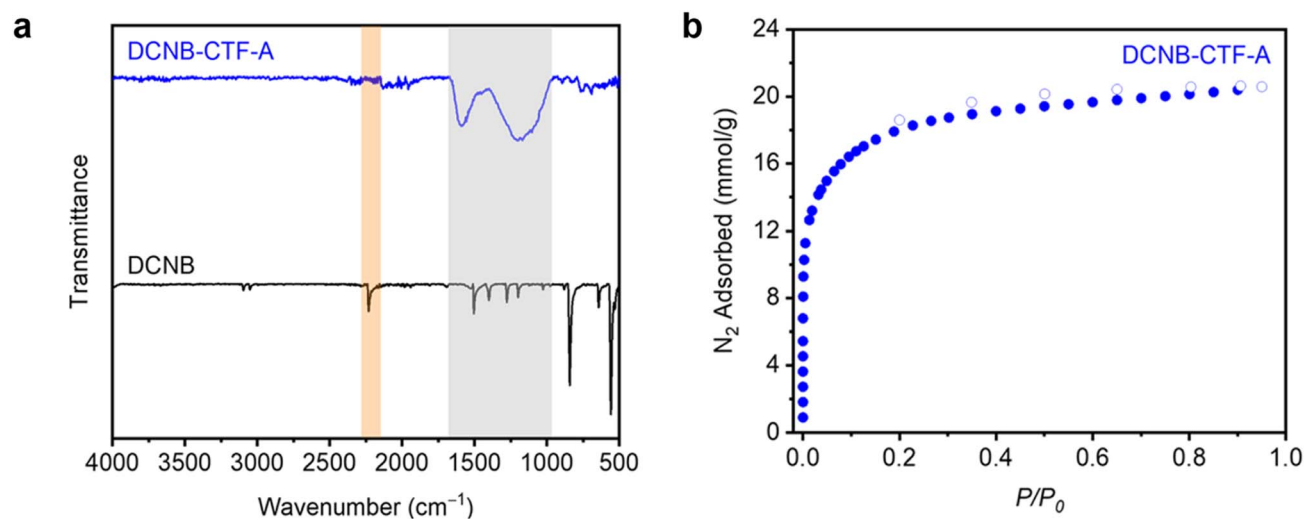 a
DCNB-CTF-A
DCNB
Transmittance
4000 3500 3000 2500 2000 1500 1000 500
Wavenumber (cm⁻¹)
b
DCNB-CTF-A
24
20
16
12
8
4
0
N₂ Adsorbed (mmol/g)
0.0 0.2 0.4 0.6 0.8 1.0
P/P₀